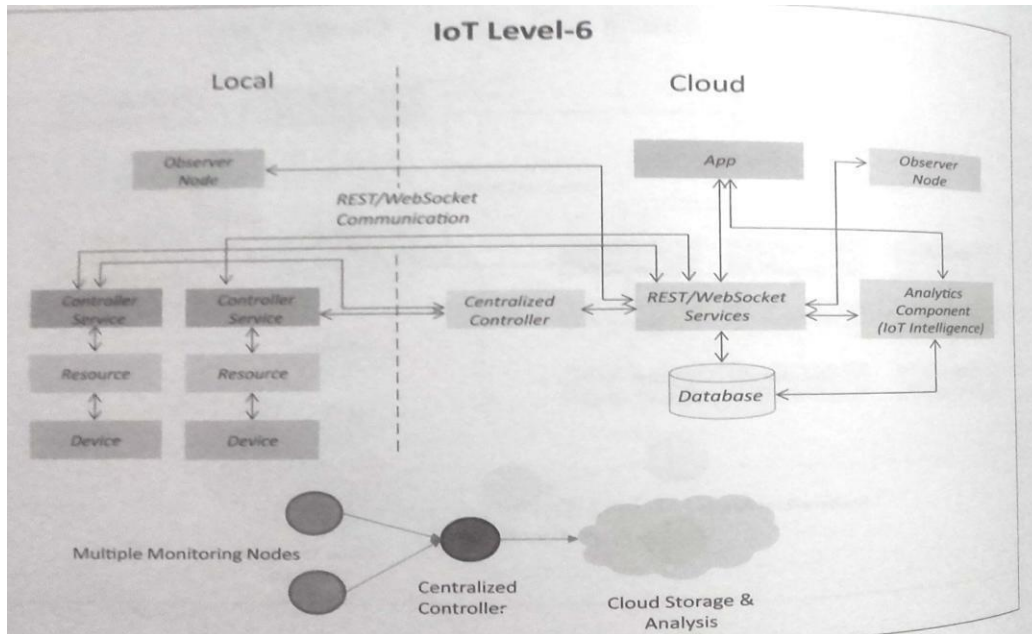 IoT Level-6
Local
Cloud
Observer
Node
App
Observer
Node
REST/WebSocket
Communication
Controller
Service
Controller
Service
Centralized
Controller
REST/WebSocket
Services
Analytics
Component
(IoT Intelligence)
Resource
Resource
Database
Device
Device
Multiple Monitoring Nodes
Centralized
Controller
Cloud Storage &
Analysis